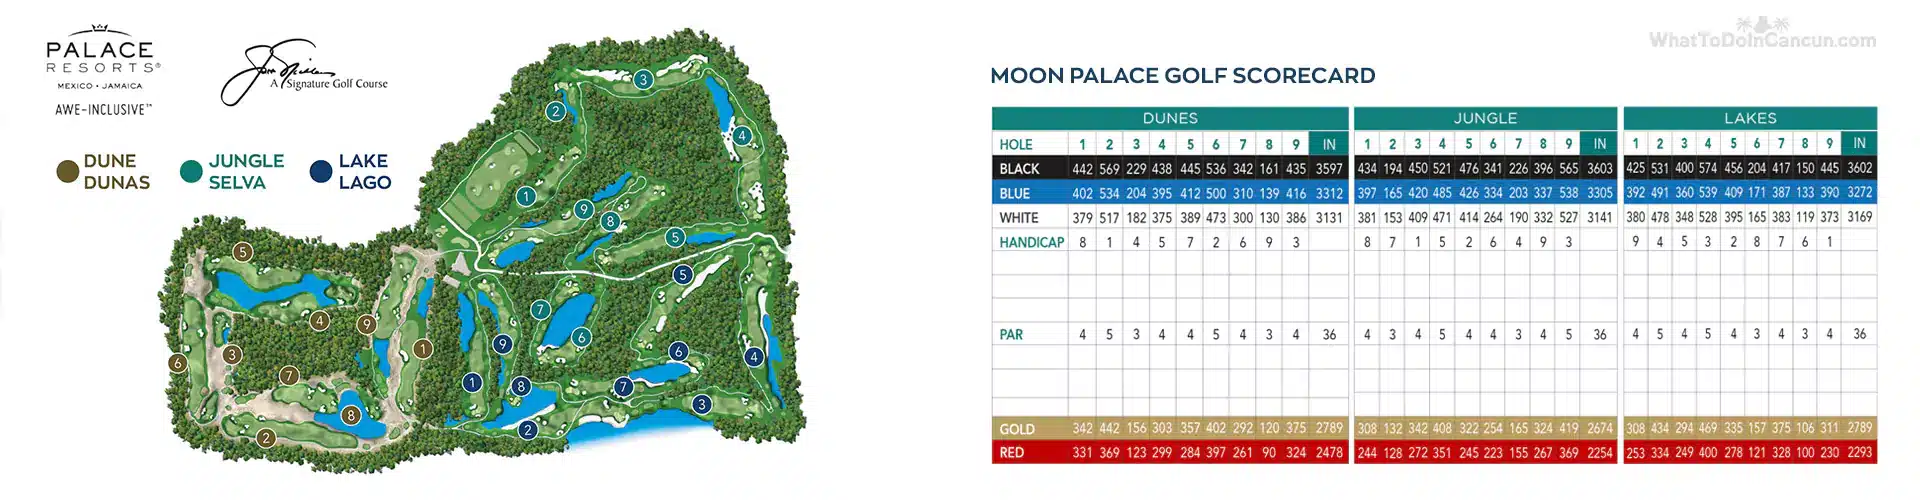 PALACE
RESORTS®
MEXICO • JAMAICA
AWE-INCLUSIVE™
A Signature Golf Course
DUNE
DUNAS
JUNGLE
SELVA
LAKE
LAGO
3
2
4
1
9
8
5
5
7
6
5
4
9
1
3
6
7
8
2
9
6
4
1
8
7
3
2
WhatToDoInCancun.com
MOON PALACE GOLF SCORECARD
DUNES JUNGLE LAKES
HOLE 1 2 3 4 5 6 7 8 9 IN 1 2 3 4 5 6 7 8 9 IN 1 2 3 4 5 6 7 8 9 IN
BLACK 442 569 229 438 445 536 342 161 435 3597 434 194 450 521 476 341 226 396 565 3603 425 531 400 574 456 204 417 150 445 3602
BLUE 402 534 204 395 412 500 310 139 416 3312 397 165 420 485 426 334 203 337 538 3305 392 491 360 539 409 171 387 133 390 3272
WHITE 379 517 182 375 389 473 300 130 386 3131 381 153 409 471 414 264 190 332 527 3141 380 478 348 528 395 165 383 119 373 3169
HANDICAP 8 1 4 5 7 2 6 9 3 8 7 1 5 2 6 4 9 3 9 4 5 3 2 8 7 6 1
PAR 4 5 3 4 4 5 4 3 4 36 4 3 4 5 4 4 3 4 5 36 4 5 4 5 4 3 4 3 4 36
GOLD 342 442 156 303 357 402 292 120 375 2789 308 132 342 408 322 254 165 324 419 2674 308 434 294 469 335 157 375 106 311 2789
RED 331 369 123 299 284 397 261 90 324 2478 244 128 272 351 245 223 155 267 369 2254 253 334 249 400 278 121 328 100 230 2293